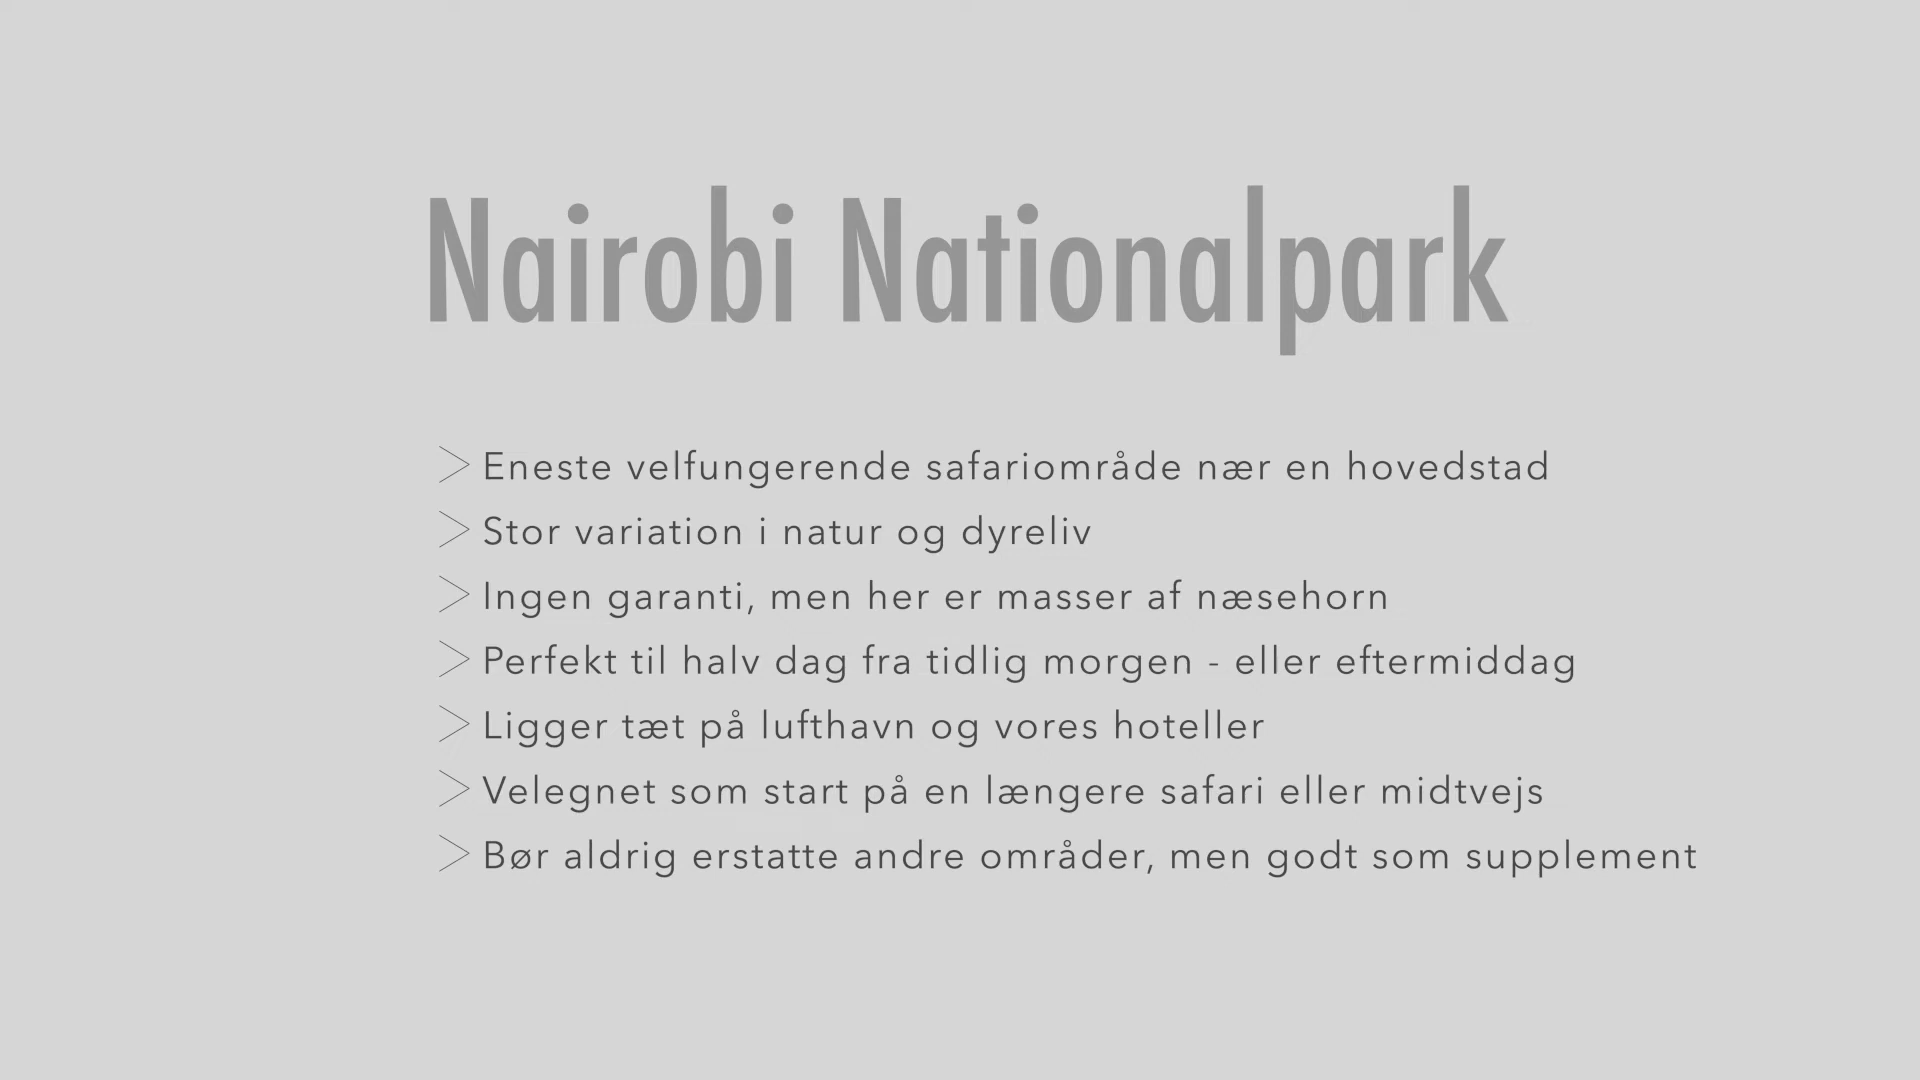 Nairobi Nationalpark
> Eneste velfungerende safariområde nær en hovedstad
> Stor variation i natur og dyreliv
> Ingen garanti, men her er masser af næsehorn
> Perfekt til halv dag fra tidlig morgen - eller eftermiddag
> Ligger tæt på lufthavn og vores hoteller
> Velegnet som start på en længere safari eller midtvejs
> Bør aldrig erstatte andre områder, men godt som supplement